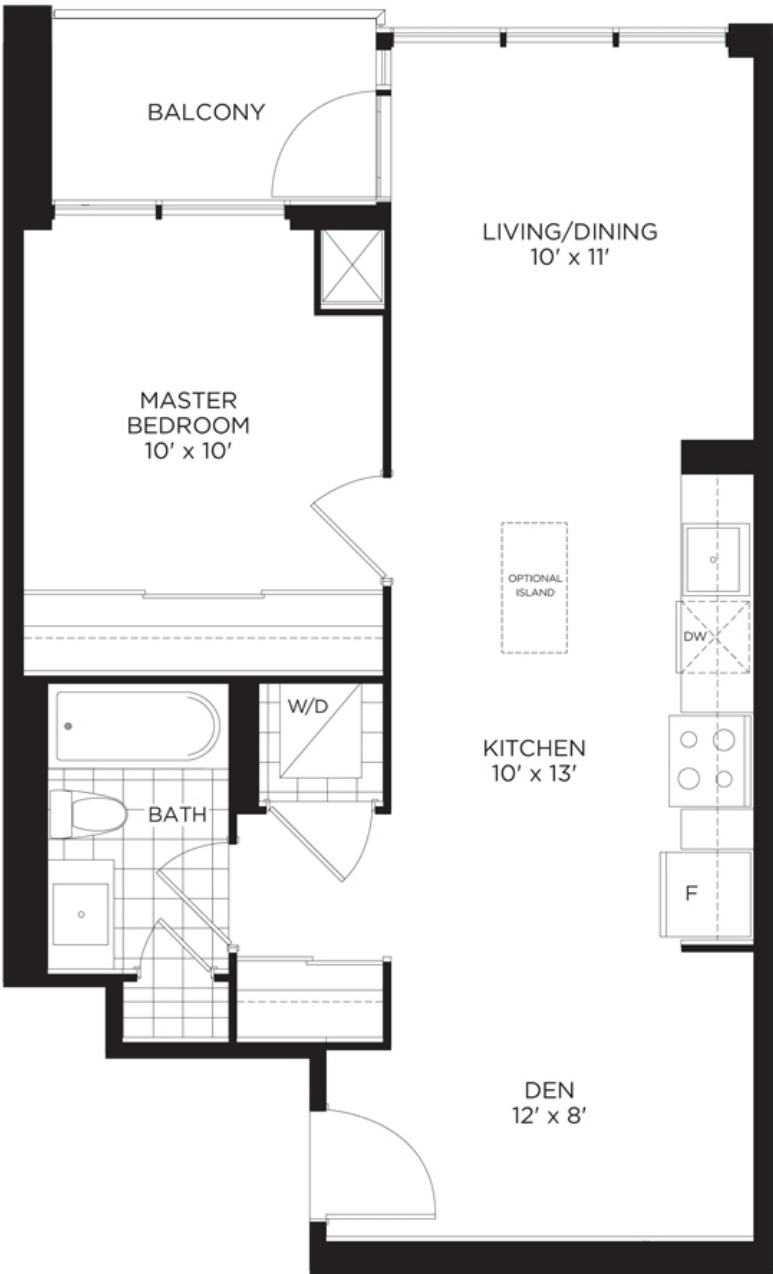 BALCONY
LIVING/DINING
10' x 11'
MASTER
BEDROOM
10' x 10'
OPTIONAL
ISLAND
DW
W/D
KITCHEN
10' x 13'
BATH
F
DEN
12' x 8'